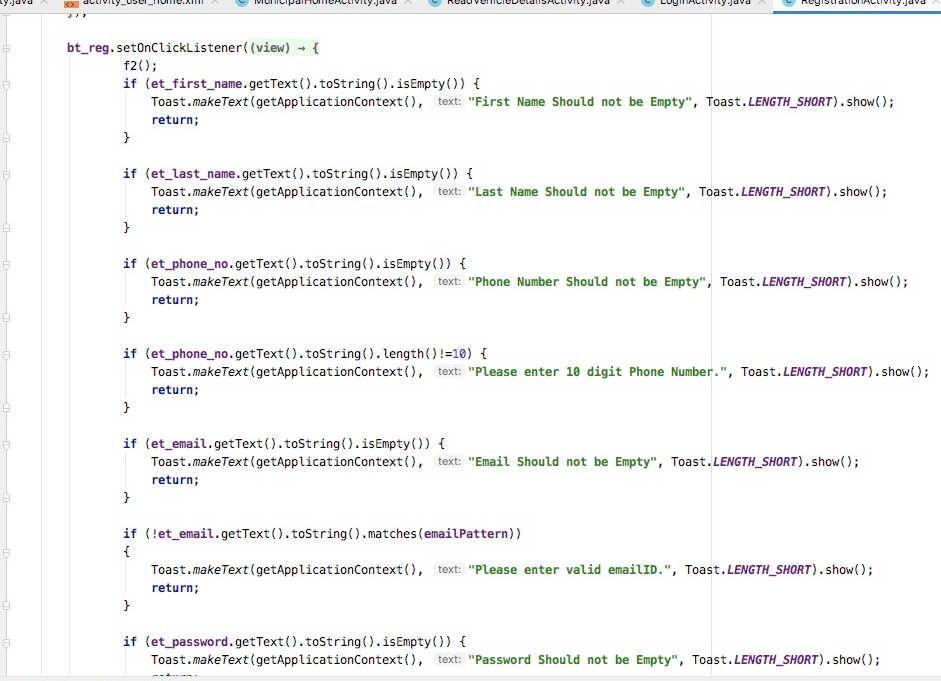 ty.java activity_user_home.xml MunicipalHomeActivity.java ReadVehicleDetailsActivity.java LoginActivity.java RegistrationActivity.java
});
bt_reg.setOnClickListener((view) → {
f2();
if (et_first_name.getText().toString().isEmpty()) {
Toast.makeText(getApplicationContext(), text: "First Name Should not be Empty", Toast.LENGTH_SHORT).show();
return;
}
if (et_last_name.getText().toString().isEmpty()) {
Toast.makeText(getApplicationContext(), text: "Last Name Should not be Empty", Toast.LENGTH_SHORT).show();
return;
}
if (et_phone_no.getText().toString().isEmpty()) {
Toast.makeText(getApplicationContext(), text: "Phone Number Should not be Empty", Toast.LENGTH_SHORT).show();
return;
}
if (et_phone_no.getText().toString().length()!=10) {
Toast.makeText(getApplicationContext(), text: "Please enter 10 digit Phone Number.", Toast.LENGTH_SHORT).show();
return;
}
if (et_email.getText().toString().isEmpty()) {
Toast.makeText(getApplicationContext(), text: "Email Should not be Empty", Toast.LENGTH_SHORT).show();
return;
}
if (!et_email.getText().toString().matches(emailPattern))
{
Toast.makeText(getApplicationContext(), text: "Please enter valid emailID.", Toast.LENGTH_SHORT).show();
return;
}
if (et_password.getText().toString().isEmpty()) {
Toast.makeText(getApplicationContext(), text: "Password Should not be Empty", Toast.LENGTH_SHORT).show();
return;